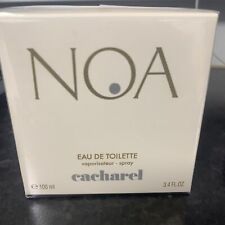 NOA
EAU DE TOILETTE
vaporisateur - spray
cacharel
e 100 ml 3.4 FL.OZ